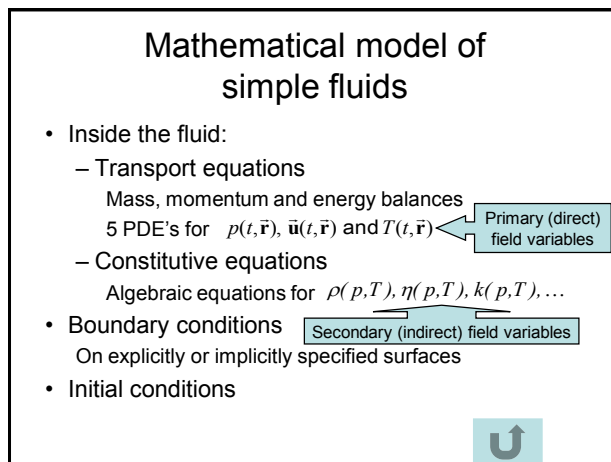 Mathematical model of
simple fluids
• Inside the fluid:
– Transport equations
Mass, momentum and energy balances
5 PDE's for p(t,r⃗), u⃗(t,r⃗) and T(t,r⃗)
Primary (direct)
field variables
– Constitutive equations
Algebraic equations for ρ(p,T), η(p,T), k(p,T), …
• Boundary conditions
Secondary (indirect) field variables
On explicitly or implicitly specified surfaces
• Initial conditions